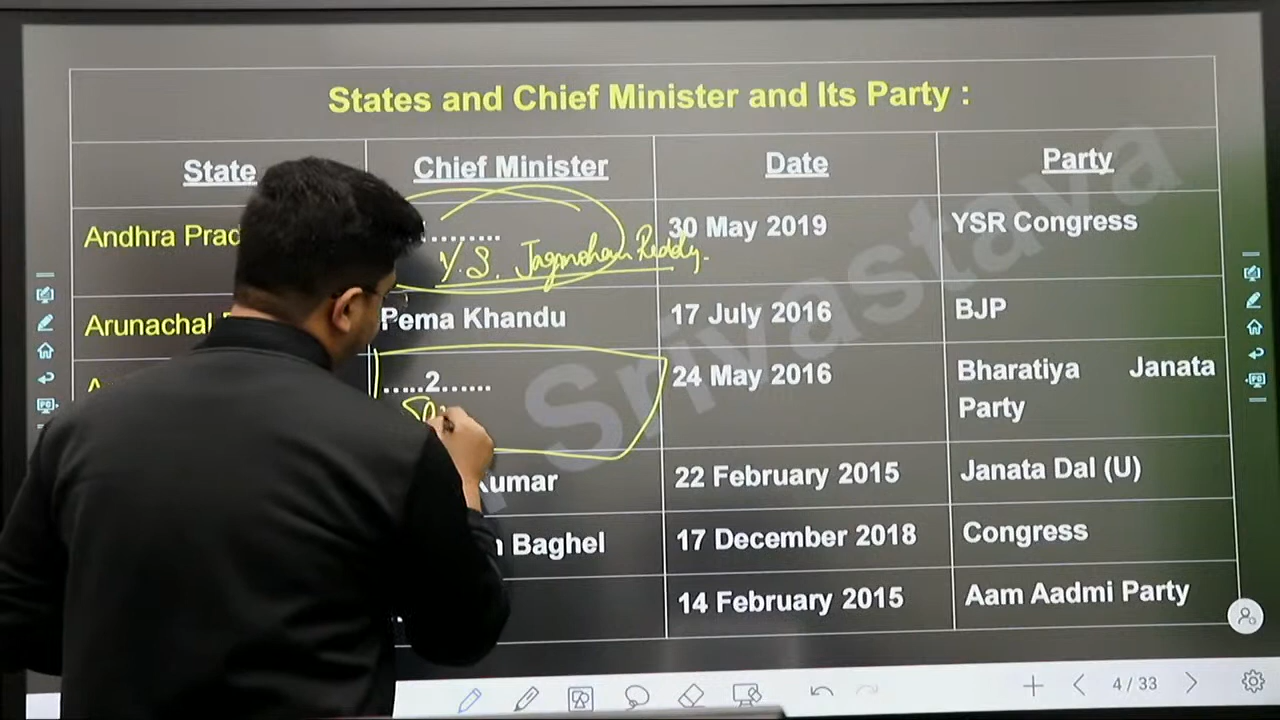 States and Chief Minister and Its Party :
State Chief Minister Date Party
Andhra Prad .......... 30 May 2019 YSR Congress
Y.S. Jagmohan Reddy.
Arunachal Pema Khandu 17 July 2016 BJP
A .....2...... 24 May 2016 Bharatiya Janata
Party
Kumar 22 February 2015 Janata Dal (U)
Baghel 17 December 2018 Congress
14 February 2015 Aam Aadmi Party
Srivastava
4 / 33